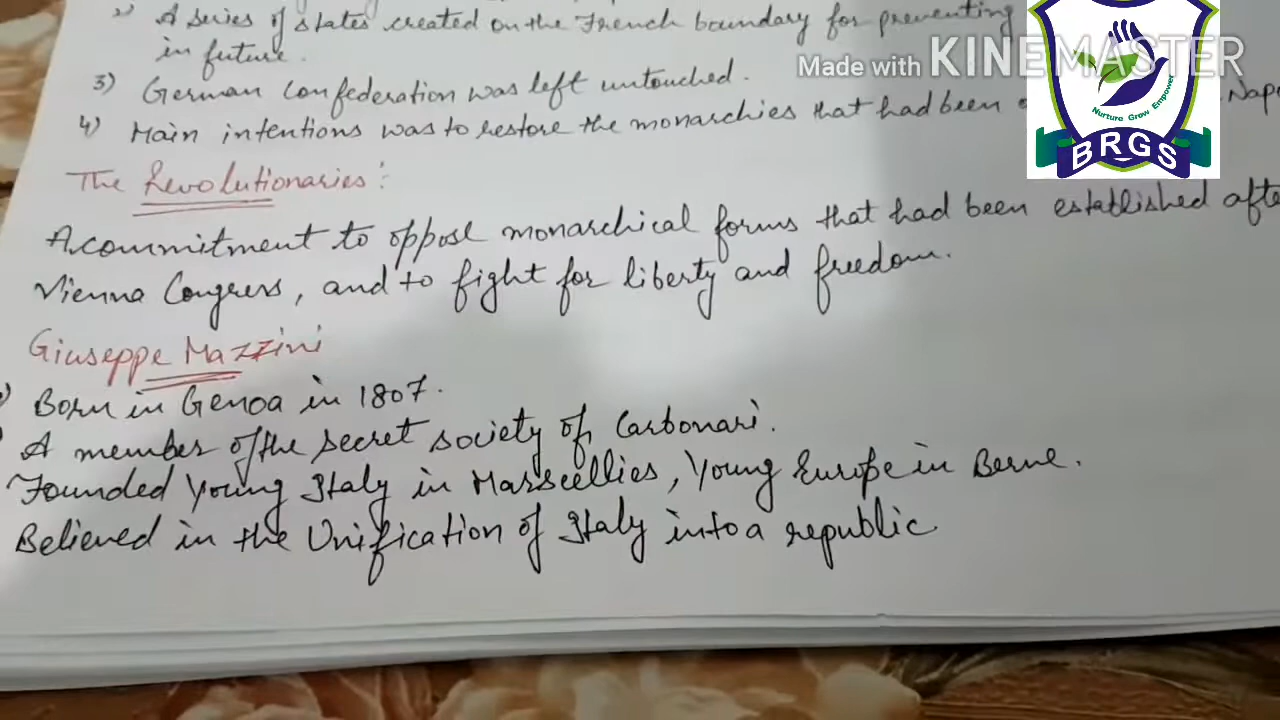 2) A series of states created on the French boundary for preventing
in future.
3) German Confederation was left untouched.
4) Main intentions was to restore the monarchies that had been Nap
The Revolutionaries:
A commitment to oppose monarchical forms that had been established afte
Vienna Congress, and to fight for liberty and freedom.
Giuseppe Mazzini
Born in Genoa in 1807.
A member of the secret society of Carbonari.
Founded Young Italy in Marscellies, Young Europe in Berne.
Believed in the Unification of Italy into a republic
Made with KINEMASTER
Nurture Grow Empower
BRGS